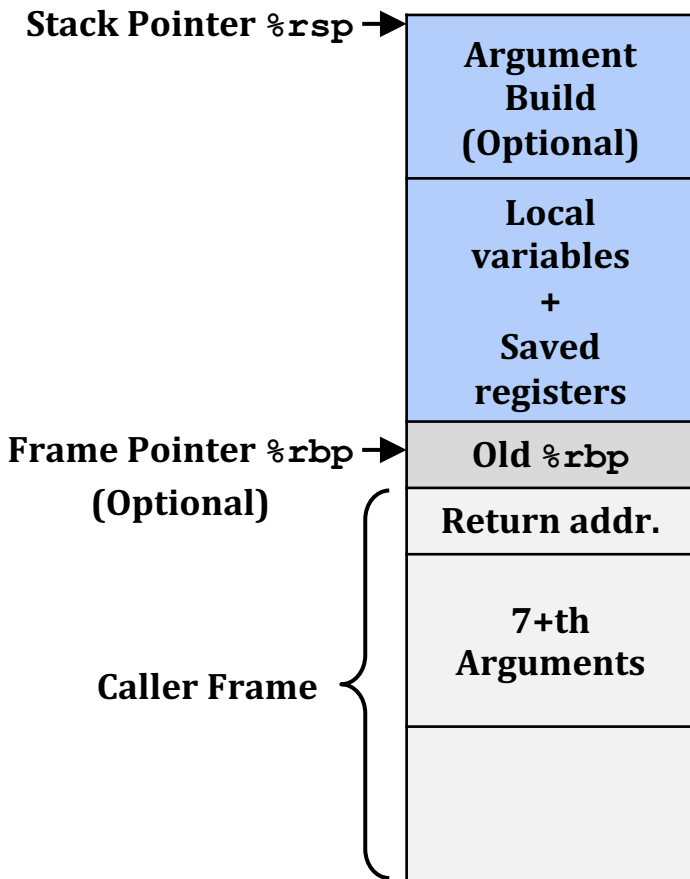 Stack Pointer %rsp
Argument
Build
(Optional)
Local
variables
+
Saved
registers
Frame Pointer %rbp
(Optional)
Old %rbp
Return addr.
7+th
Arguments
Caller Frame